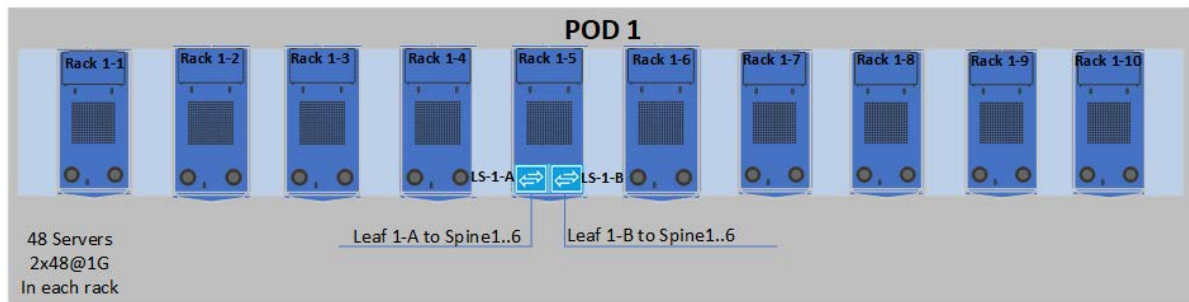 POD 1
Rack 1-1
Rack 1-2
Rack 1-3
Rack 1-4
Rack 1-5
Rack 1-6
Rack 1-7
Rack 1-8
Rack 1-9
Rack 1-10
LS-1-A
LS-1-B
Leaf 1-A to Spine1..6
Leaf 1-B to Spine1..6
48 Servers
2x48@1G
In each rack